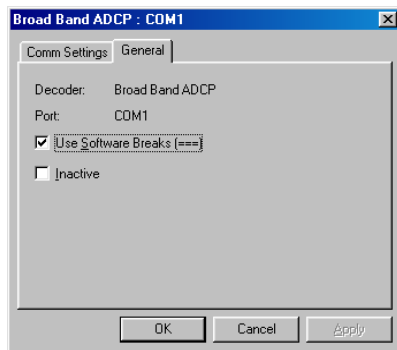 Broad Band ADCP : COM1
Comm Settings General
Decoder: Broad Band ADCP
Port: COM1
Use Software Breaks (===)
Inactive
OK Cancel Apply